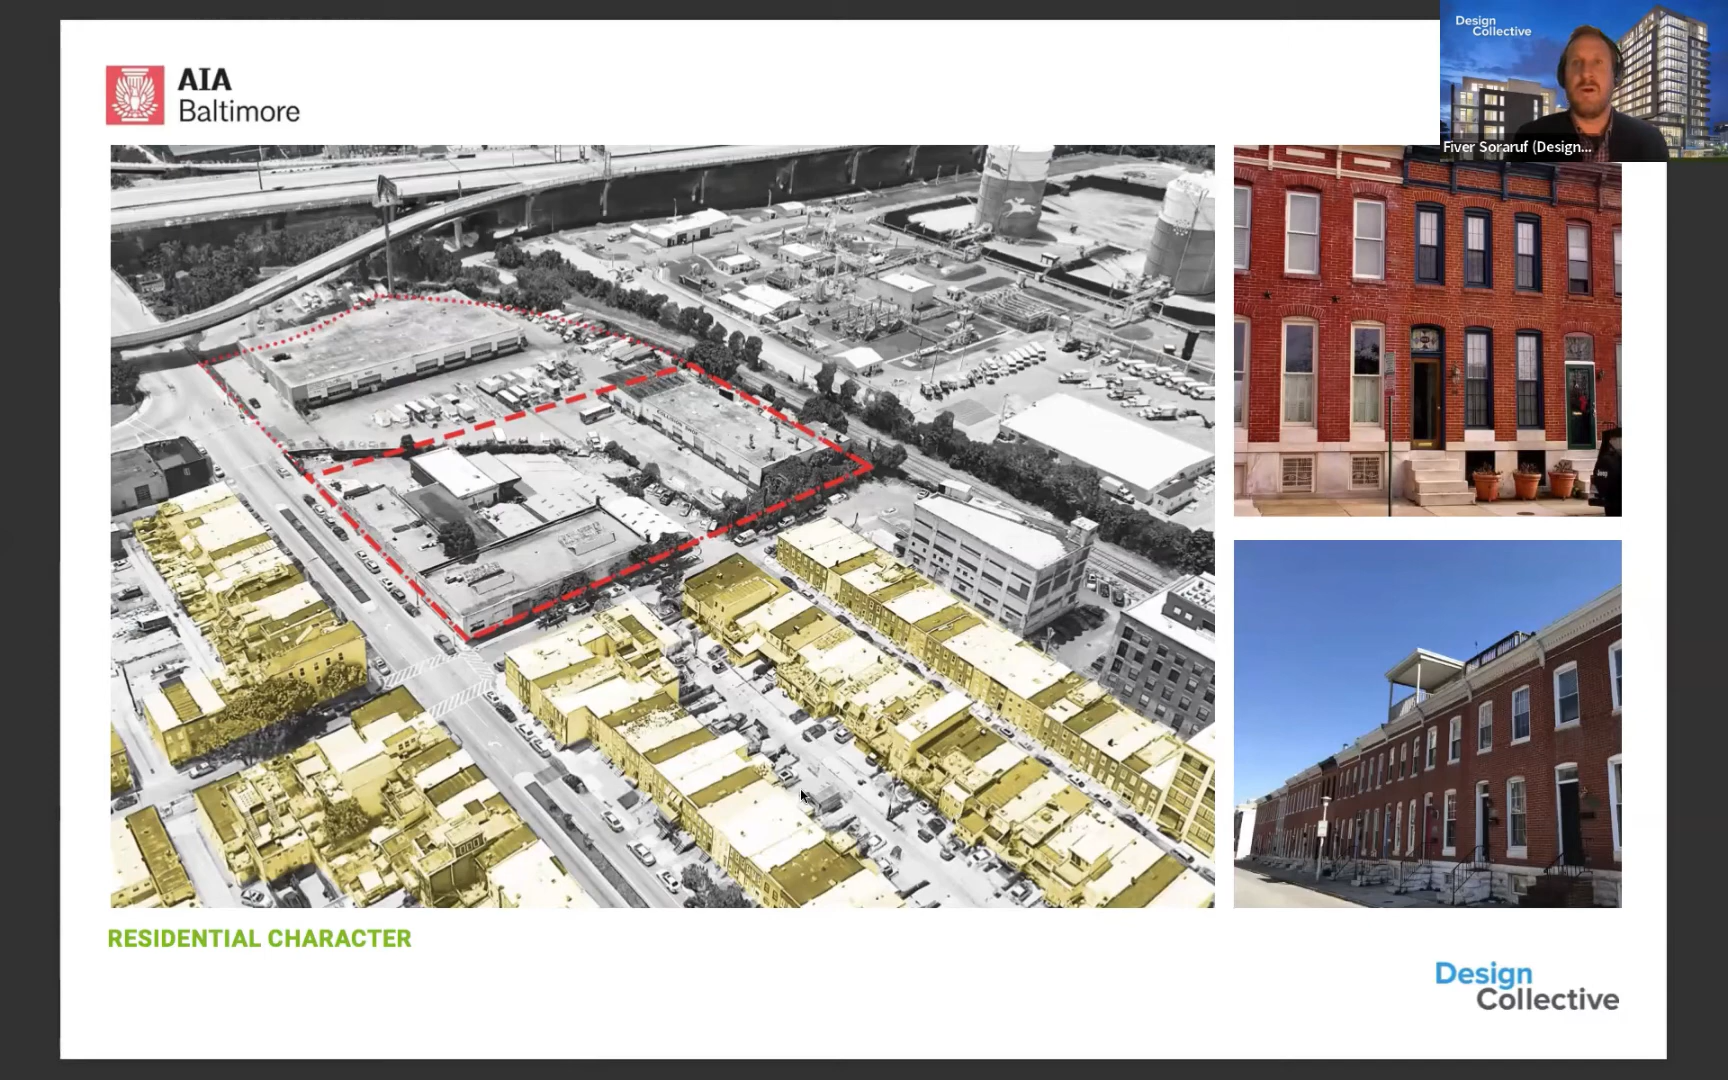 AIA
Baltimore
Design
Collective
Fiver Soraruf (Design...
RESIDENTIAL CHARACTER
Design
Collective